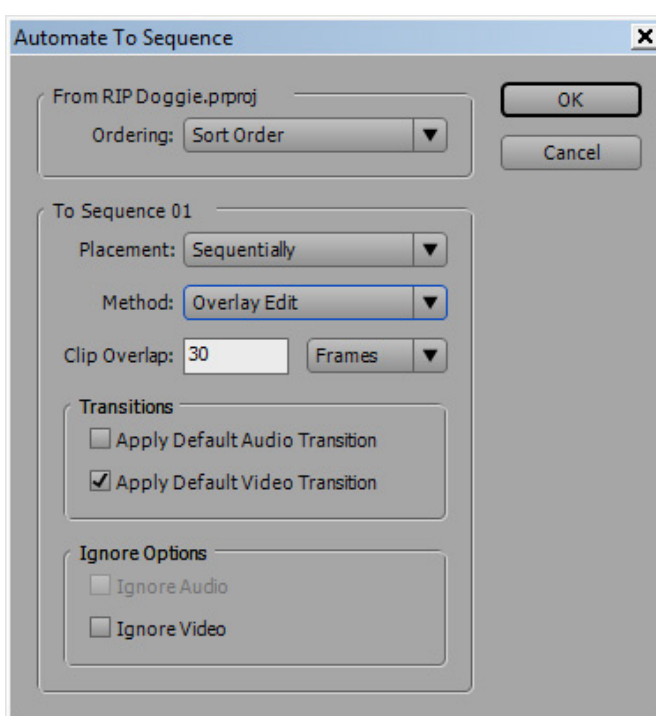 Automate To Sequence
From RIP Doggie.prproj
OK
Ordering: Sort Order
Cancel
To Sequence 01
Placement: Sequentially
Method: Overlay Edit
Clip Overlap: 30 Frames
Transitions
Apply Default Audio Transition
Apply Default Video Transition
Ignore Options
Ignore Audio
Ignore Video